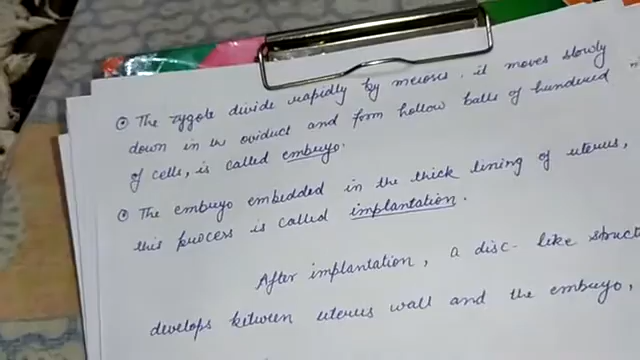 ⊙ The zygote divide rapidly by meiosis, it moves slowly
down in the oviduct and form hollow balls of hundred
of cells, is called embryo.
⊙ The embryo embedded in the thick lining of uterus,
this process is called implantation.
After implantation, a disc-like struct
develops between uterus wall and the embryo,